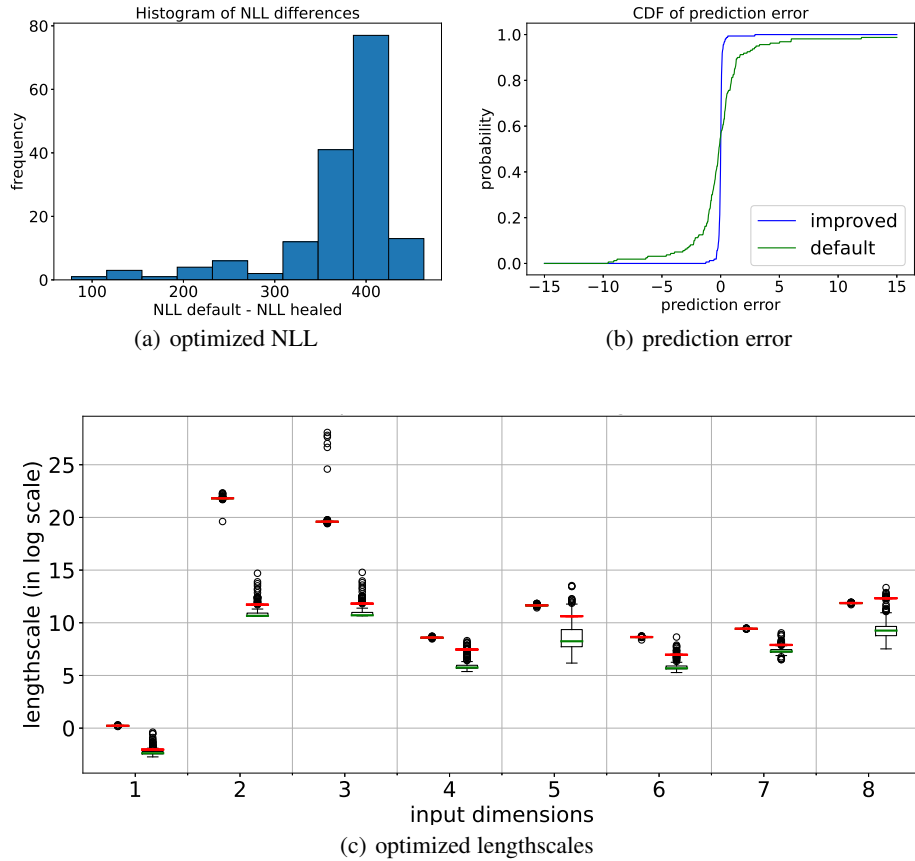 Histogram of NLL differences
80
60
40
20
0
frequency
100 200 300 400
NLL default - NLL healed
(a) optimized NLL
CDF of prediction error
1.0
0.8
0.6
0.4
0.2
0.0
probability
improved
default
−15 −10 −5 0 5 10 15
prediction error
(b) prediction error
25
20
15
10
5
0
lengthscale (in log scale)
1 2 3 4 5 6 7 8
input dimensions
(c) optimized lengthscales